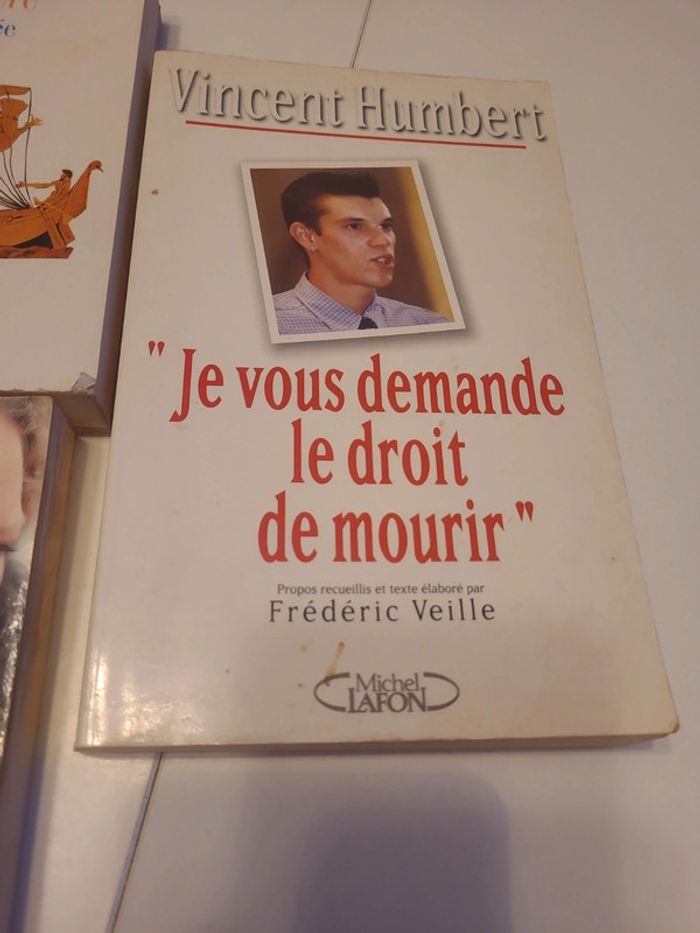 Vincent Humbert
" Je vous demande
le droit
de mourir "
Propos recueillis et texte élaboré par
Frédéric Veille
Michel
LAFON